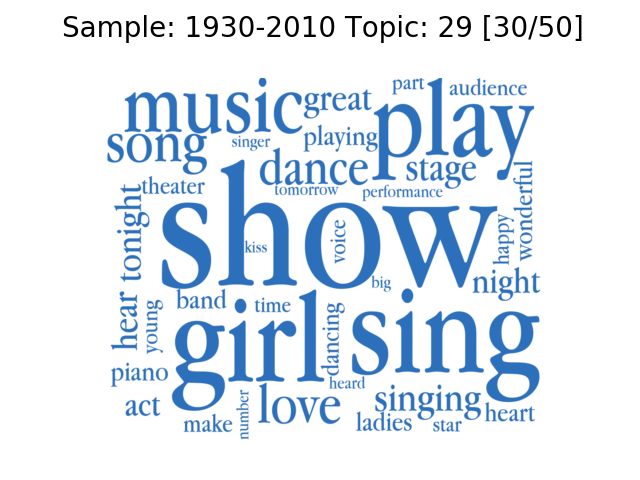 Sample: 1930-2010 Topic: 29 [30/50]
part
audience
music
great
play
song
singer
playing
dance
stage
theater
tomorrow
performance
wonderful
tonight
show
kiss
voice
happy
big
night
hear
young
band
time
girl
dancing
sing
piano
heard
act
love
singing
number
make
ladies
star
heart